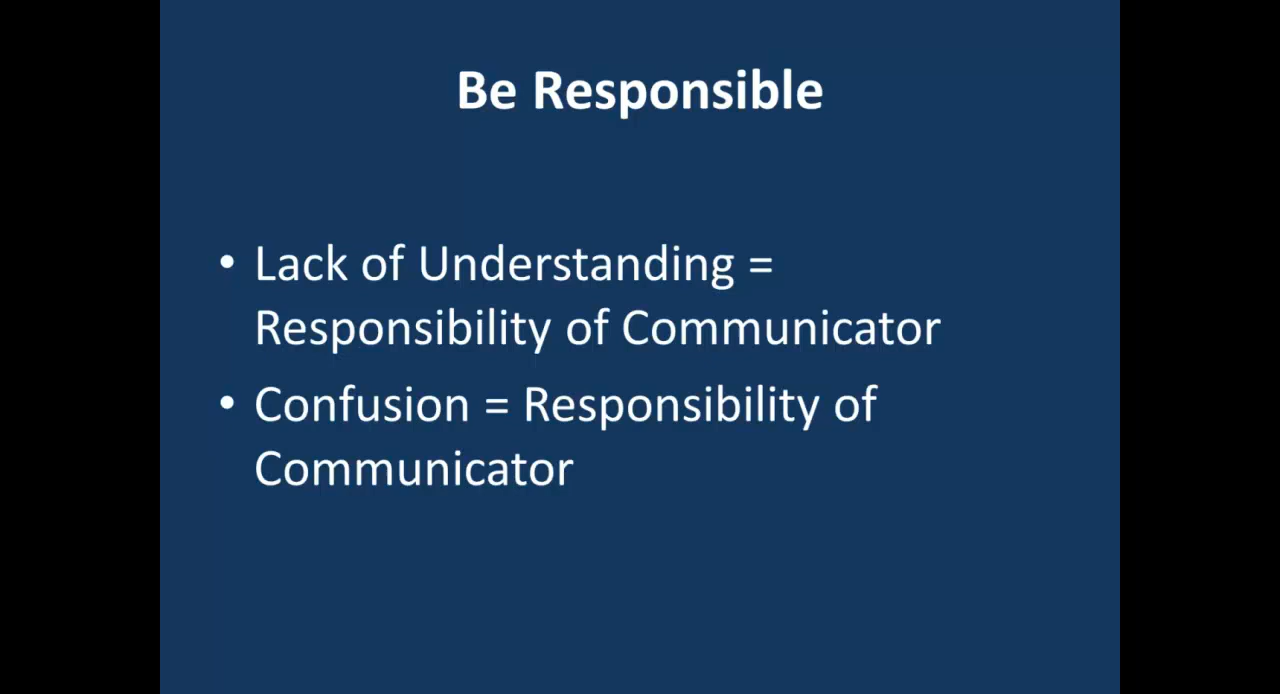 Be Responsible
• Lack of Understanding =
Responsibility of Communicator
• Confusion = Responsibility of
Communicator